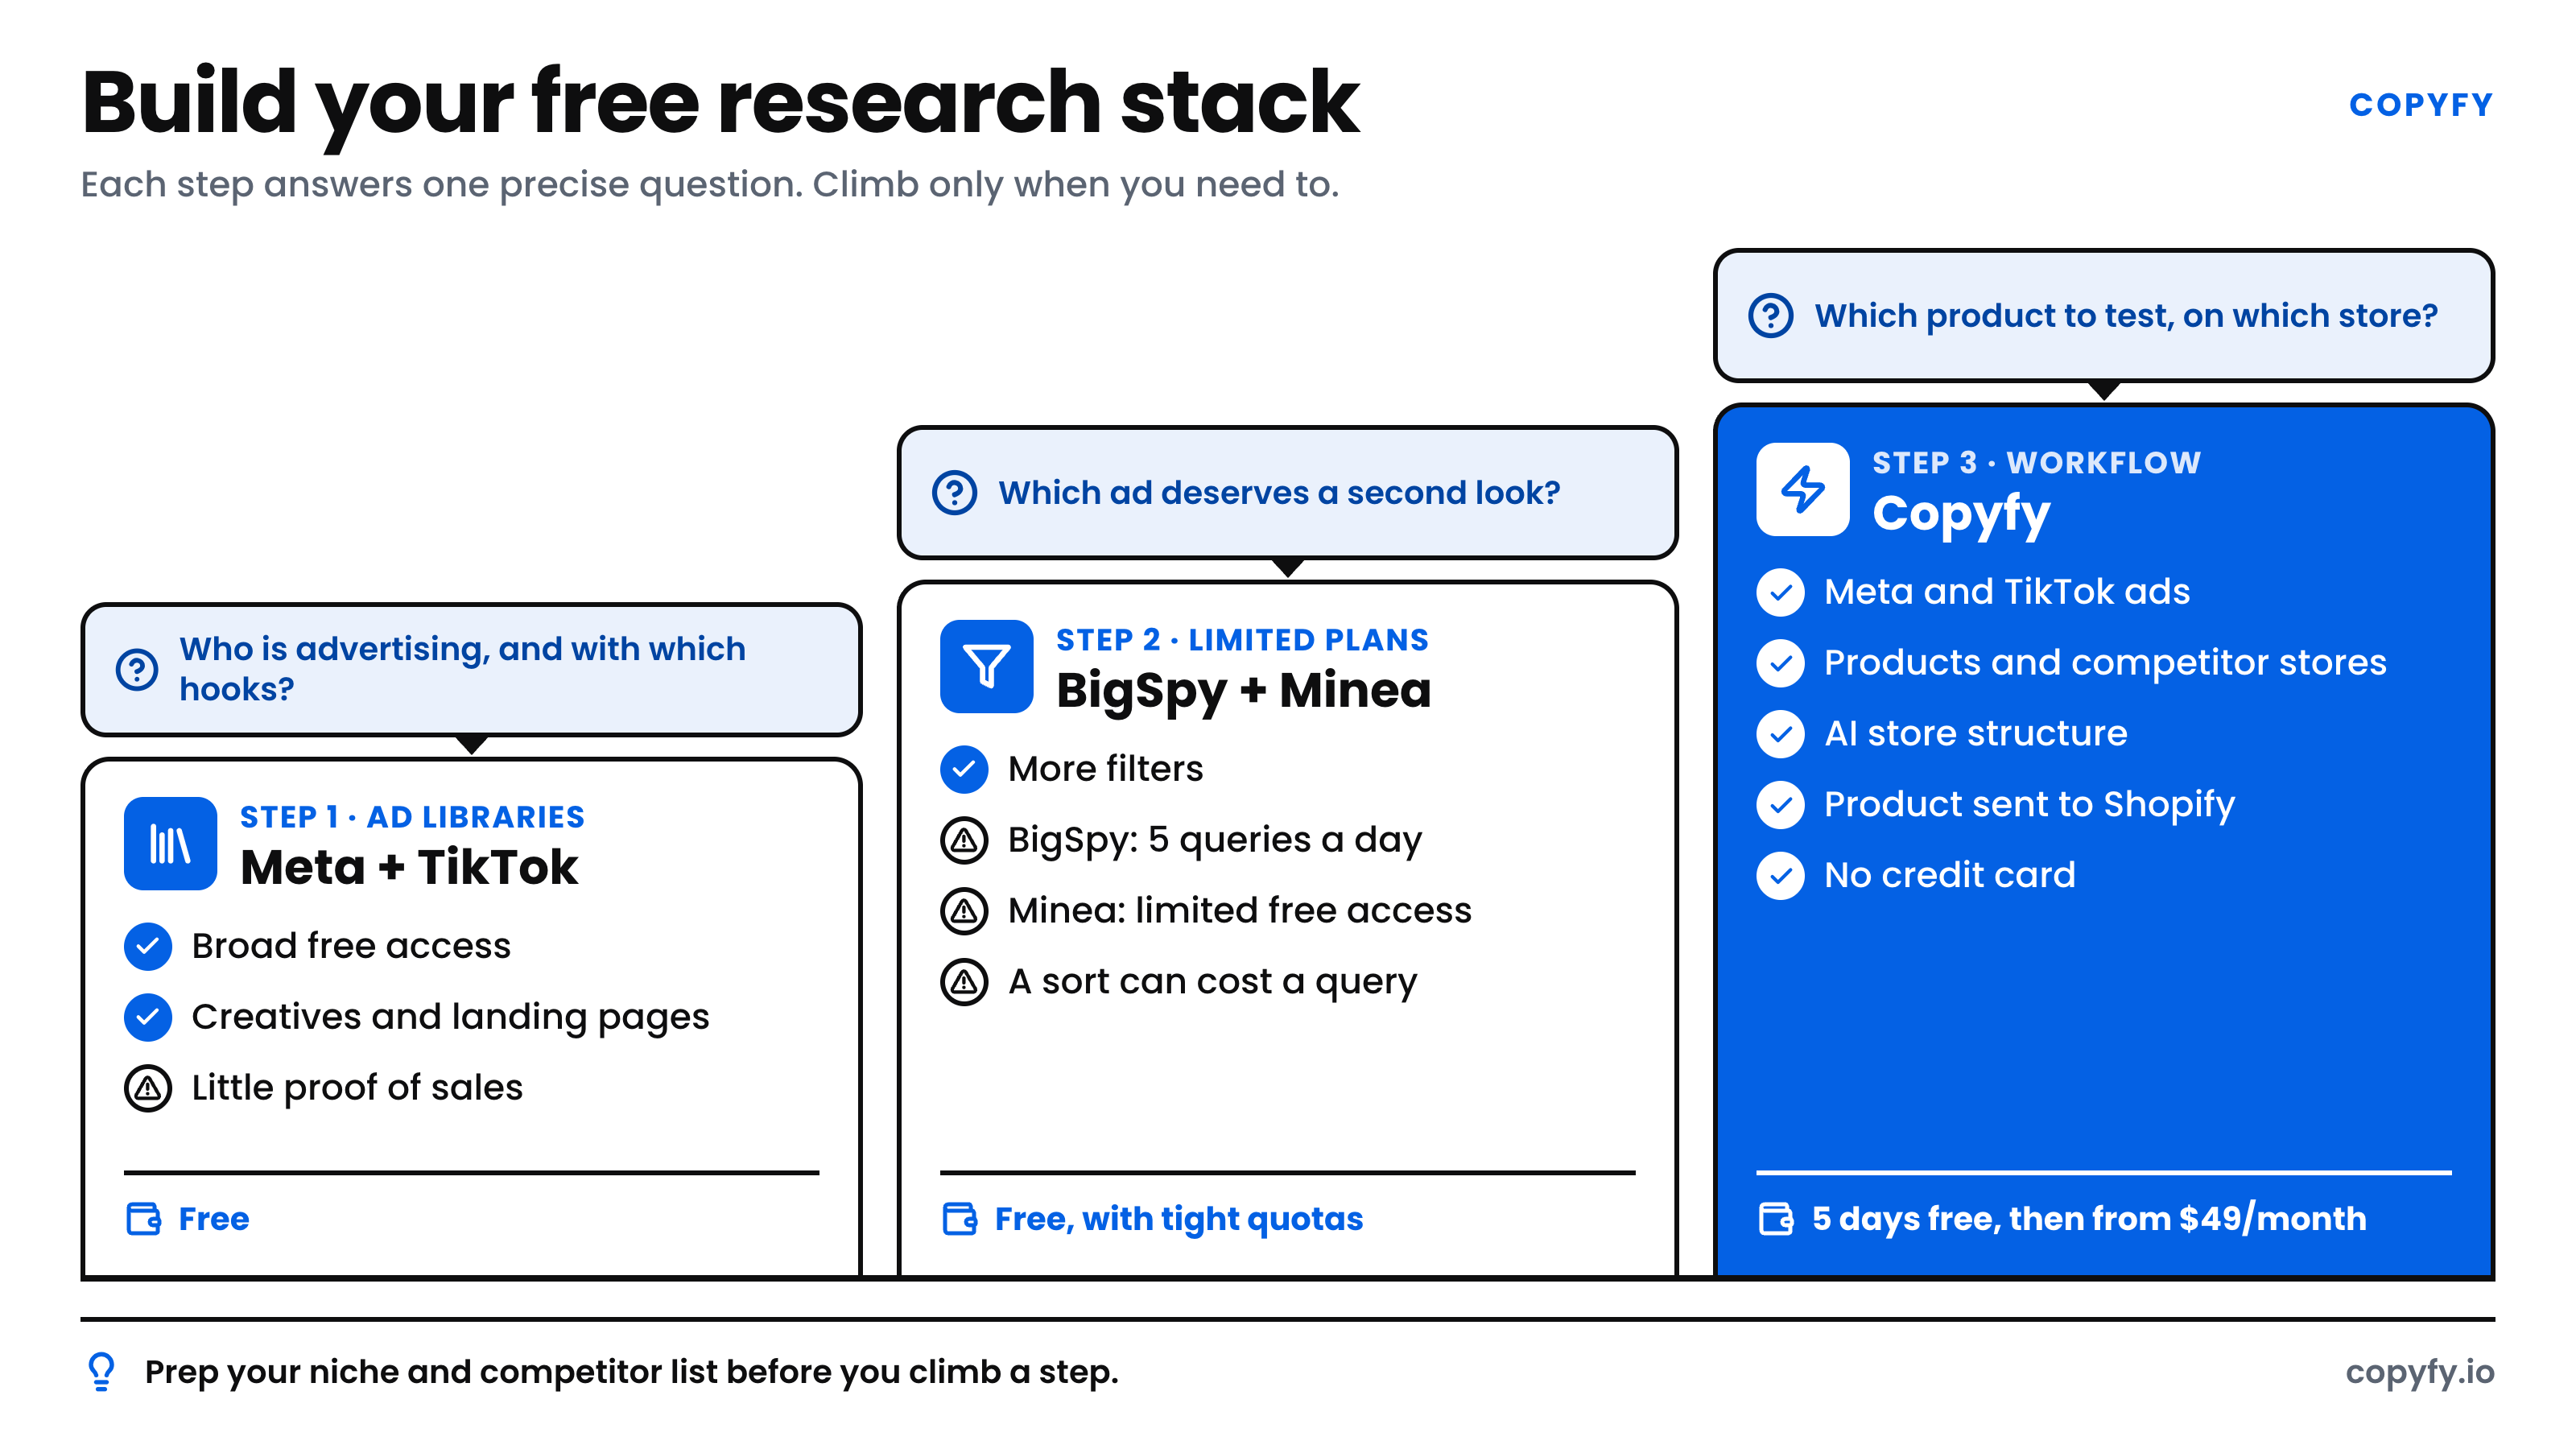 Build your free research stack
COPYFY
Each step answers one precise question. Climb only when you need to.
Who is advertising, and with which
hooks?
STEP 1 · AD LIBRARIES
Meta + TikTok
Broad free access
Creatives and landing pages
Little proof of sales
Free
Which ad deserves a second look?
STEP 2 · LIMITED PLANS
BigSpy + Minea
More filters
BigSpy: 5 queries a day
Minea: limited free access
A sort can cost a query
Free, with tight quotas
Which product to test, on which store?
STEP 3 · WORKFLOW
Copyfy
Meta and TikTok ads
Products and competitor stores
AI store structure
Product sent to Shopify
No credit card
5 days free, then from $49/month
Prep your niche and competitor list before you climb a step.
copyfy.io